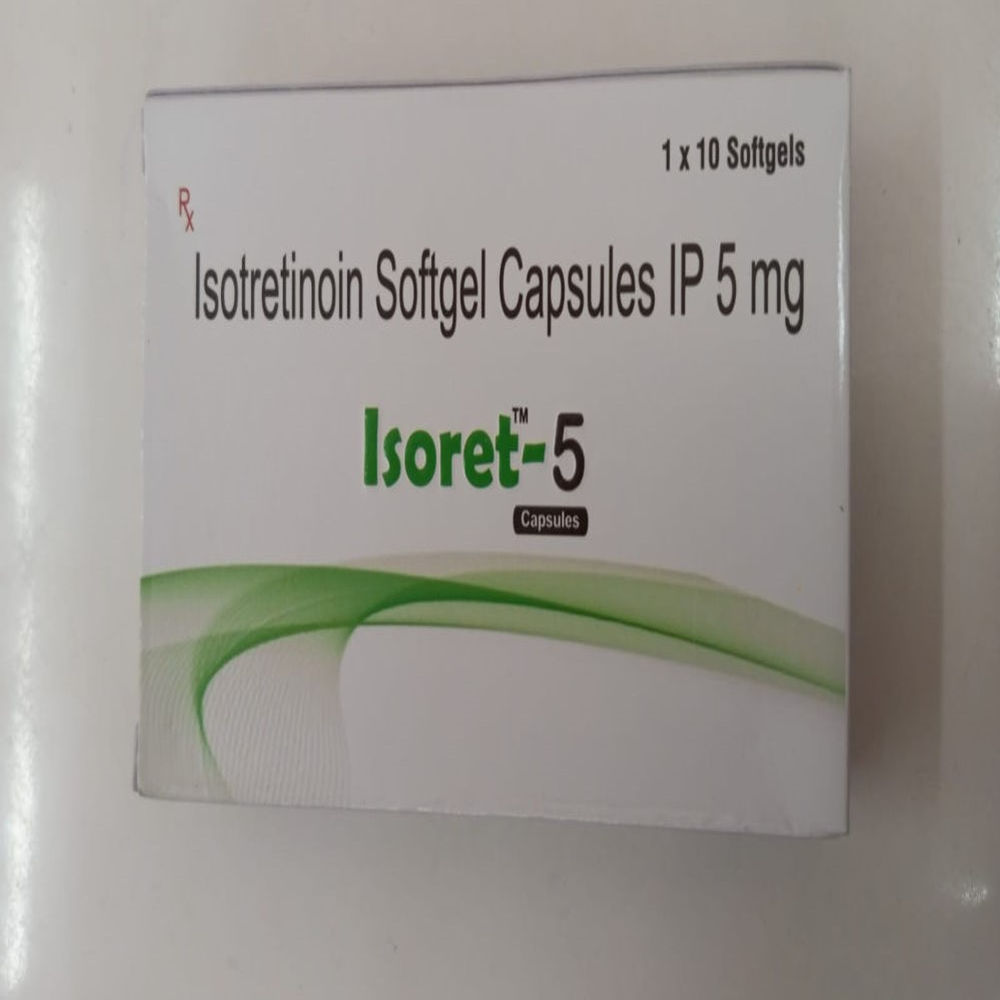 1 x 10 Softgels
Rx
Isotretinoin Softgel Capsules IP 5 mg
Isoret™-5
Capsules